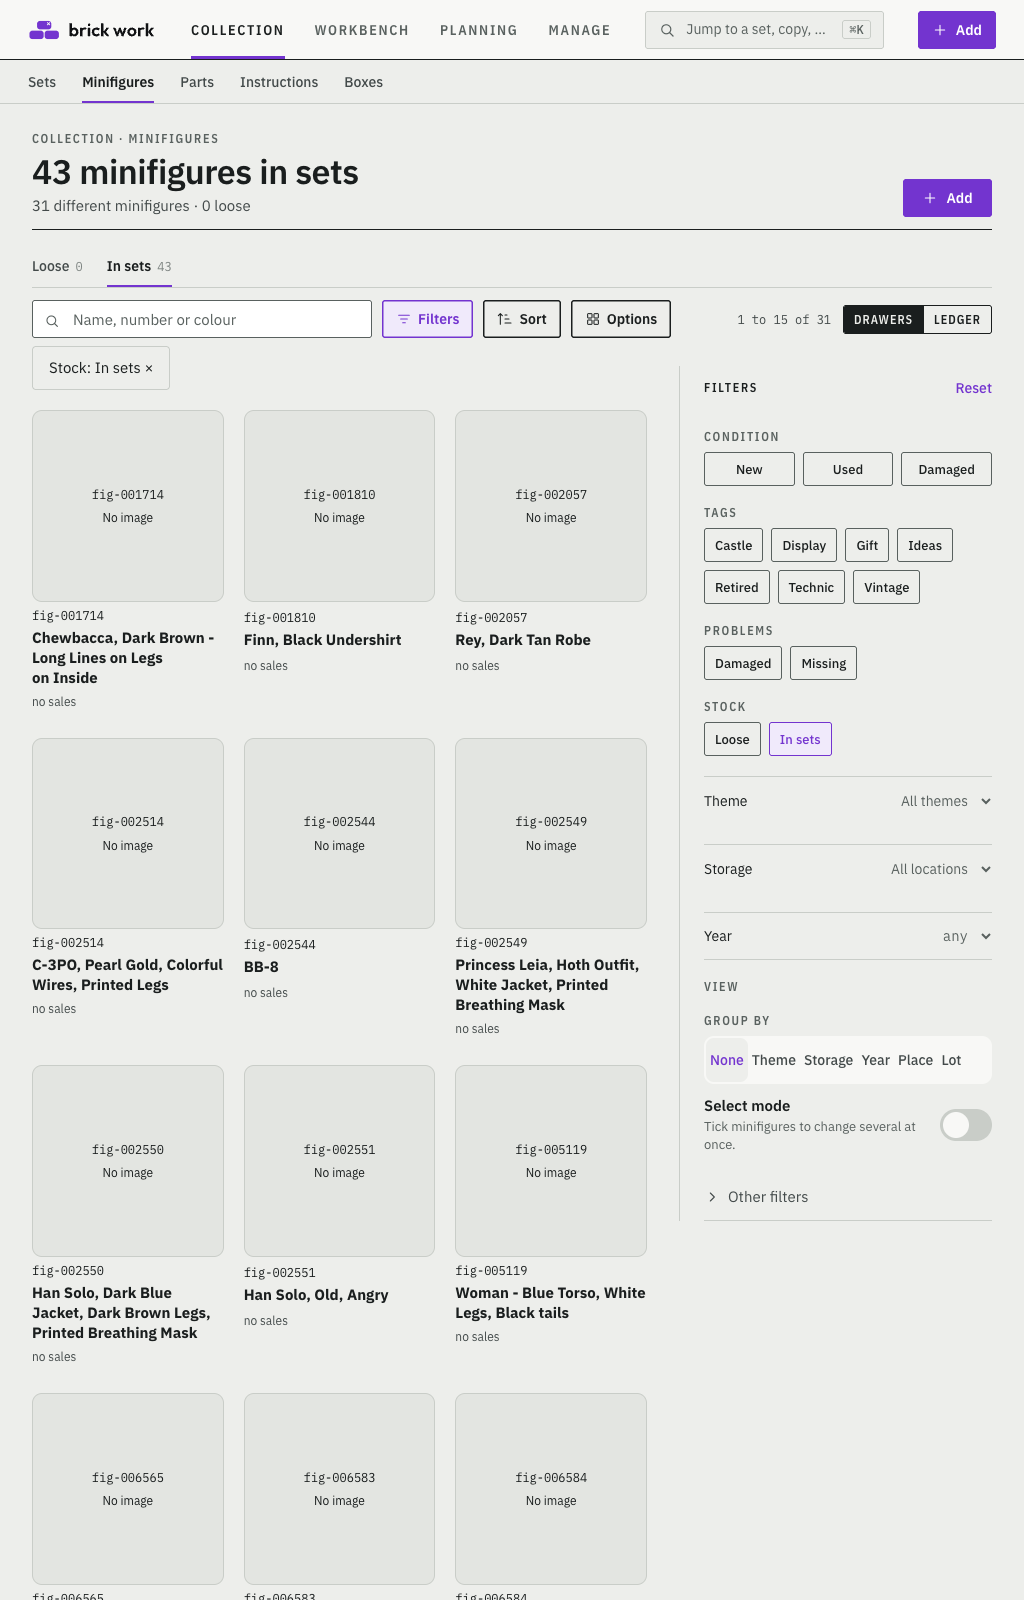 brick work
COLLECTION WORKBENCH PLANNING MANAGE
Jump to a set, copy, ... ⌘K
+ Add
Sets Minifigures Parts Instructions Boxes
COLLECTION · MINIFIGURES
43 minifigures in sets
31 different minifigures · 0 loose
+ Add
Loose 0 In sets 43
Name, number or colour
Filters
Sort
Options
1 to 15 of 31
DRAWERS LEDGER
Stock: In sets ×
fig-001714
No image
fig-001714
Chewbacca, Dark Brown -
Long Lines on Legs
on Inside
no sales
fig-001810
No image
fig-001810
Finn, Black Undershirt
no sales
fig-002057
No image
fig-002057
Rey, Dark Tan Robe
no sales
fig-002514
No image
fig-002514
C-3PO, Pearl Gold, Colorful
Wires, Printed Legs
no sales
fig-002544
No image
fig-002544
BB-8
no sales
fig-002549
No image
fig-002549
Princess Leia, Hoth Outfit,
White Jacket, Printed
Breathing Mask
no sales
fig-002550
No image
fig-002550
Han Solo, Dark Blue
Jacket, Dark Brown Legs,
Printed Breathing Mask
no sales
fig-002551
No image
fig-002551
Han Solo, Old, Angry
no sales
fig-005119
No image
fig-005119
Woman - Blue Torso, White
Legs, Black tails
no sales
fig-006565
No image
fig-006565
fig-006583
No image
fig-006583
fig-006584
No image
fig-006584
FILTERS Reset
CONDITION
New Used Damaged
TAGS
Castle Display Gift Ideas
Retired Technic Vintage
PROBLEMS
Damaged Missing
STOCK
Loose In sets
Theme All themes
Storage All locations
Year any
VIEW
GROUP BY
None Theme Storage Year Place Lot
Select mode
Tick minifigures to change several at
once.
Other filters